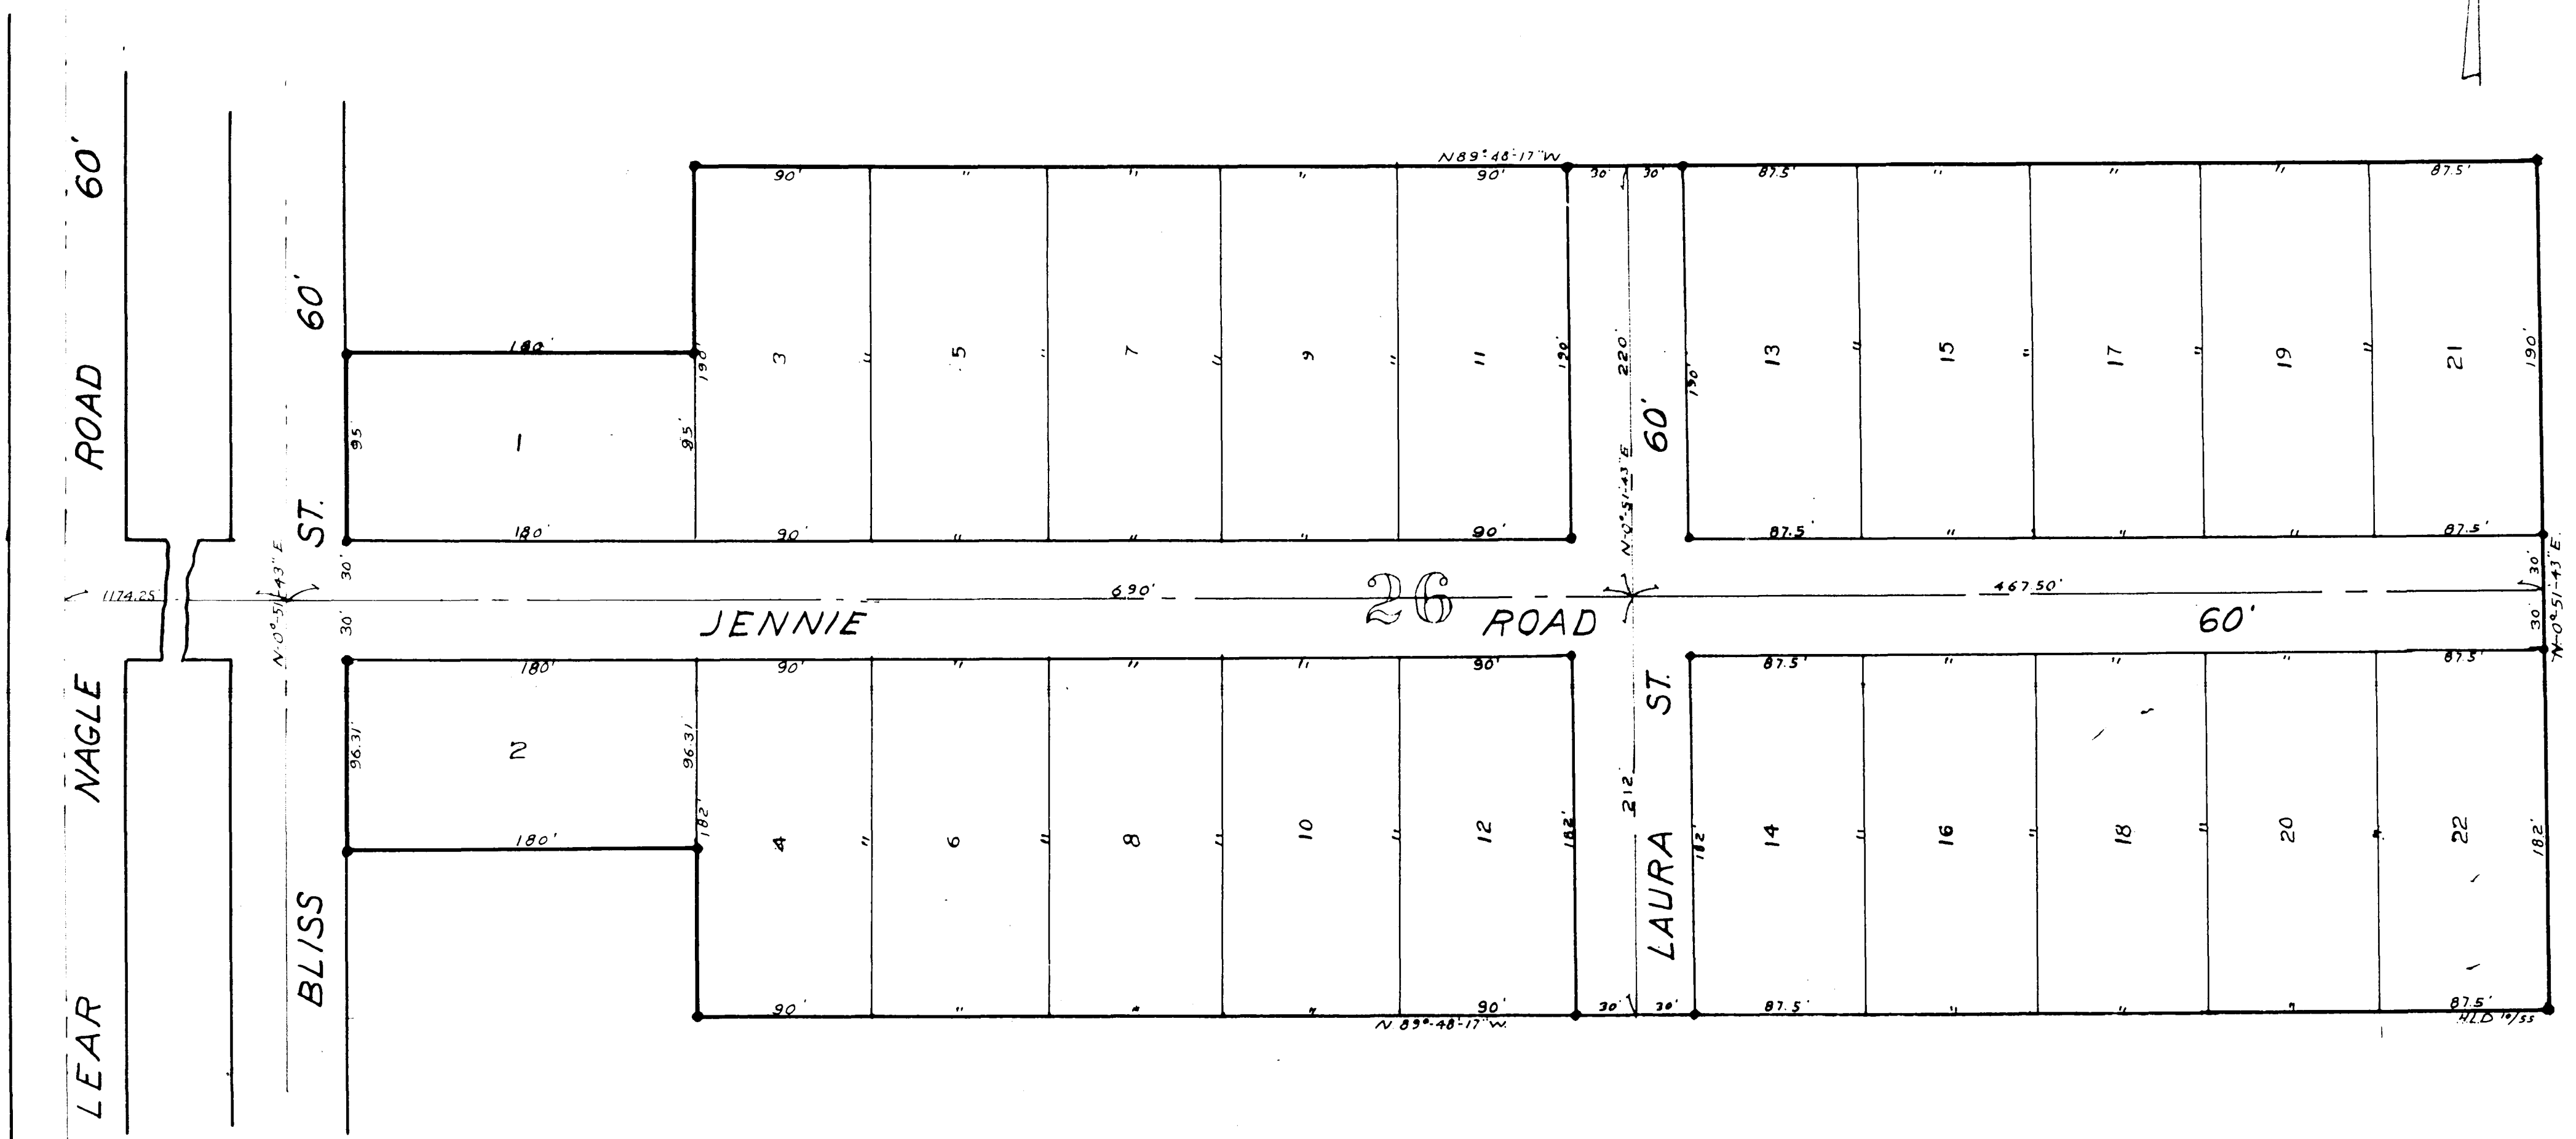 LEAR NAGLE ROAD 60'
BLISS ST. 60'
N-0°-51'-43" E
1174.25'
N 89°-48'-17" W
90' " " " 90' 30' 30' 87.5' " " " 87.5'
180'
95' 1 95'
190' 3 " 5 " 7 " 9 " 11 190'
220'
N-0°-51'-43" E
60'
190' 13 " 15 " 17 " 19 " 21 190'
180' 90' " " " 90' 87.5' " " " 87.5'
30' 690' 26 467.50' 30'
30' JENNIE ROAD 60' 30'
N-0°-51'-43" E.
180' 90' " " " 90' 87.5' " " " 87.5'
96.31' 2 96.31'
180'
182' 4 " 6 " 8 " 10 " 12 182'
212'
LAURA ST.
182' 14 " 16 " 18 " 20 " 22 182'
90' " " " 90' 30' 30' 87.5' " " " 87.5'
N 89°-48'-17" W.
HLD 10/55